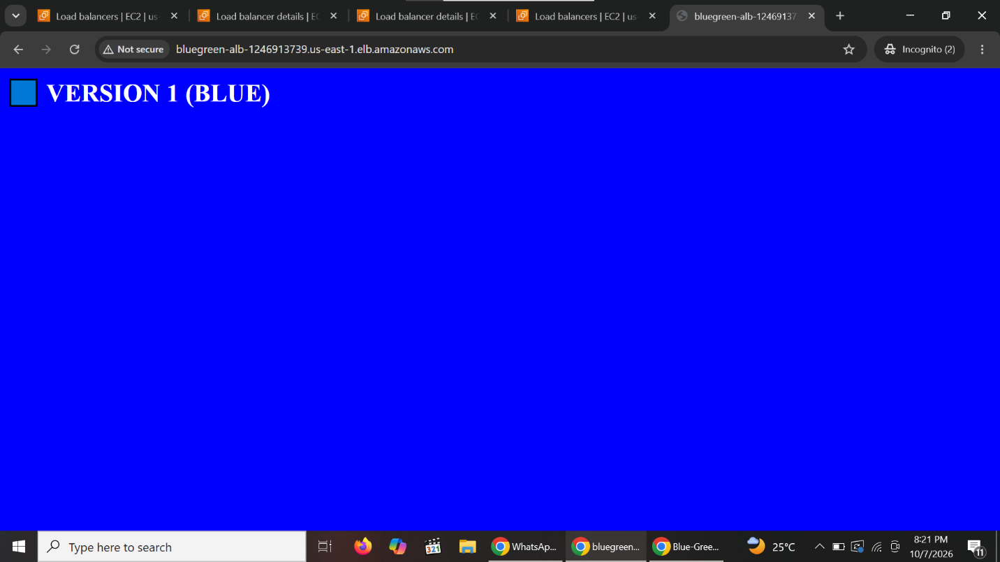 Load balancers | EC2 | us-
Load balancer details | EC
Load balancer details | EC
Load balancers | EC2 | us-
bluegreen-alb-12469137
Not secure
bluegreen-alb-1246913739.us-east-1.elb.amazonaws.com
Incognito (2)
VERSION 1 (BLUE)
Type here to search
321
WhatsAp...
bluegreen...
Blue-Gree...
25°C
8:21 PM
10/7/2026
11